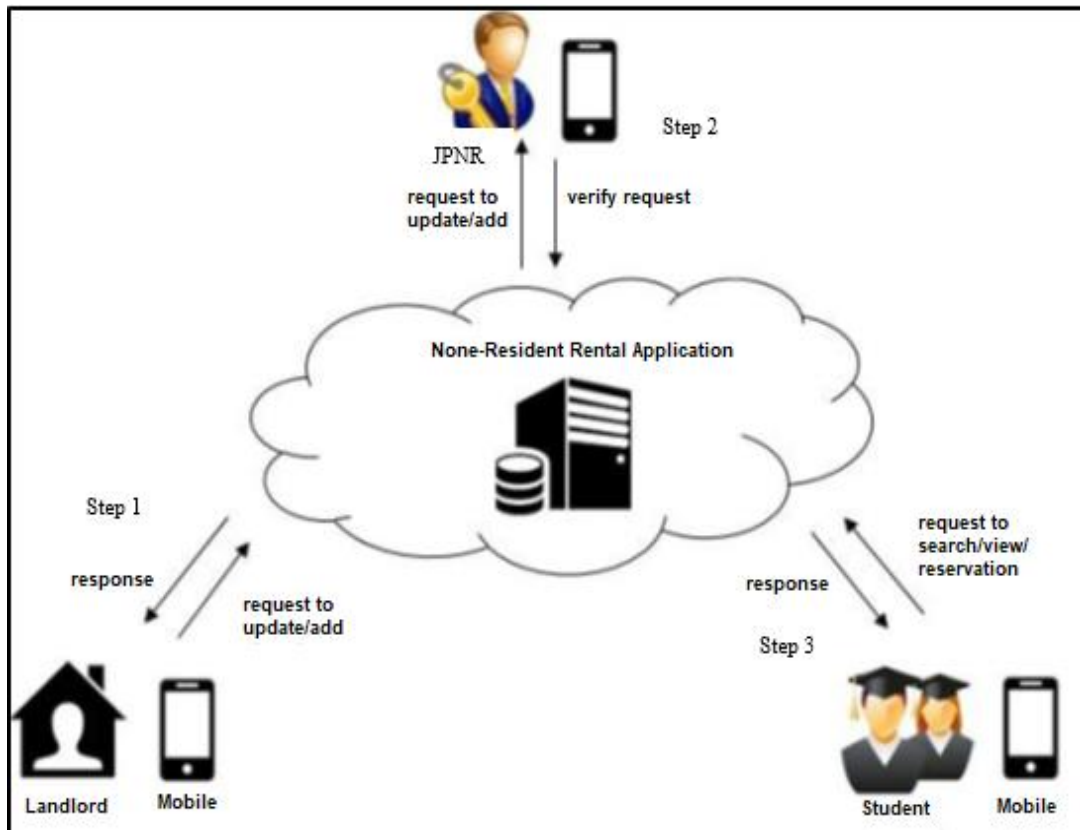 Step 2
JPNR
request to
update/add
verify request
None-Resident Rental Application
Step 1
response
request to
update/add
request to
search/view/
reservation
response
Step 3
Landlord
Mobile
Student
Mobile